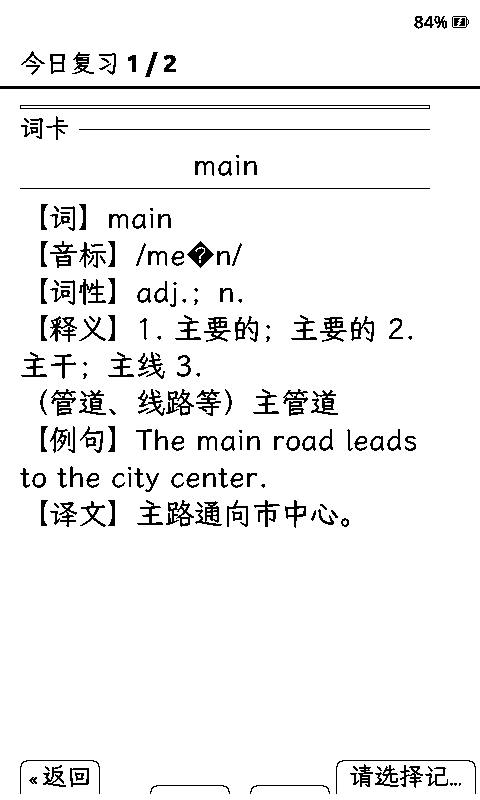 84%
今日复习 1 / 2
词卡
main
【词】main
【音标】/me�n/
【词性】adj.; n.
【释义】1. 主要的；主要的 2.
主干；主线 3.
（管道、线路等）主管道
【例句】The main road leads
to the city center.
【译文】主路通向市中心。
« 返回
请选择记...